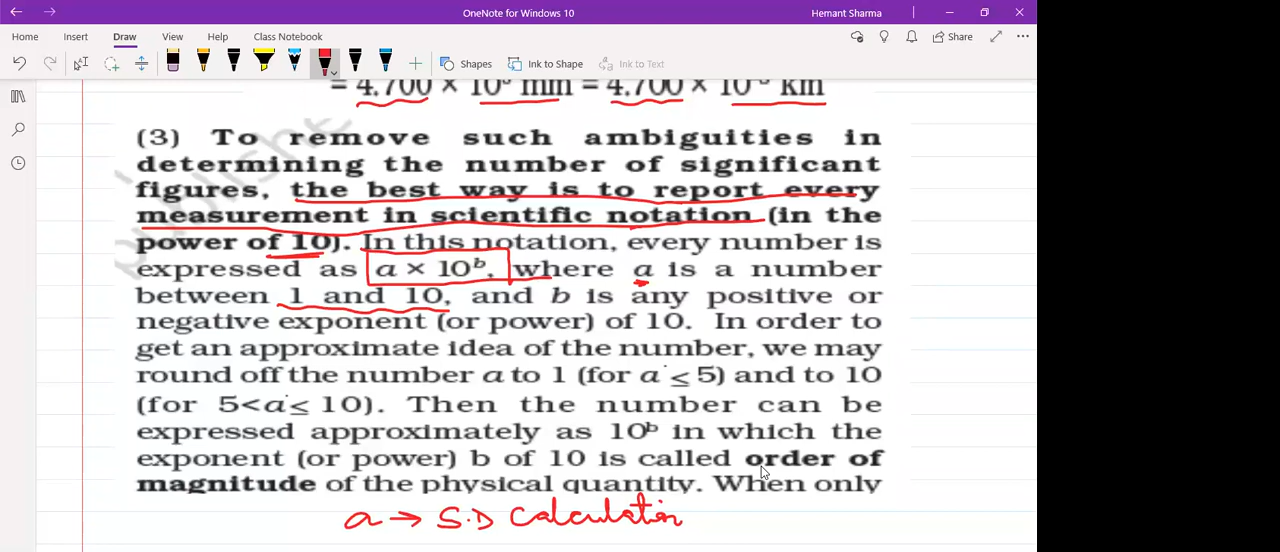 OneNote for Windows 10
Hemant Sharma
Home Insert Draw View Help Class Notebook
Share
Shapes Ink to Shape Ink to Text
= 4.700 × 10 mm = 4.700 × 10 km
(3) To remove such ambiguities in
determining the number of significant
figures, the best way is to report every
measurement in scientific notation (in the
power of 10). In this notation, every number is
expressed as a × 10ᵇ, where a is a number
between 1 and 10, and b is any positive or
negative exponent (or power) of 10. In order to
get an approximate idea of the number, we may
round off the number a to 1 (for a ≤ 5) and to 10
(for 5<a≤ 10). Then the number can be
expressed approximately as 10ᵇ in which the
exponent (or power) b of 10 is called order of
magnitude of the physical quantity. When only
a → S.D Calculation